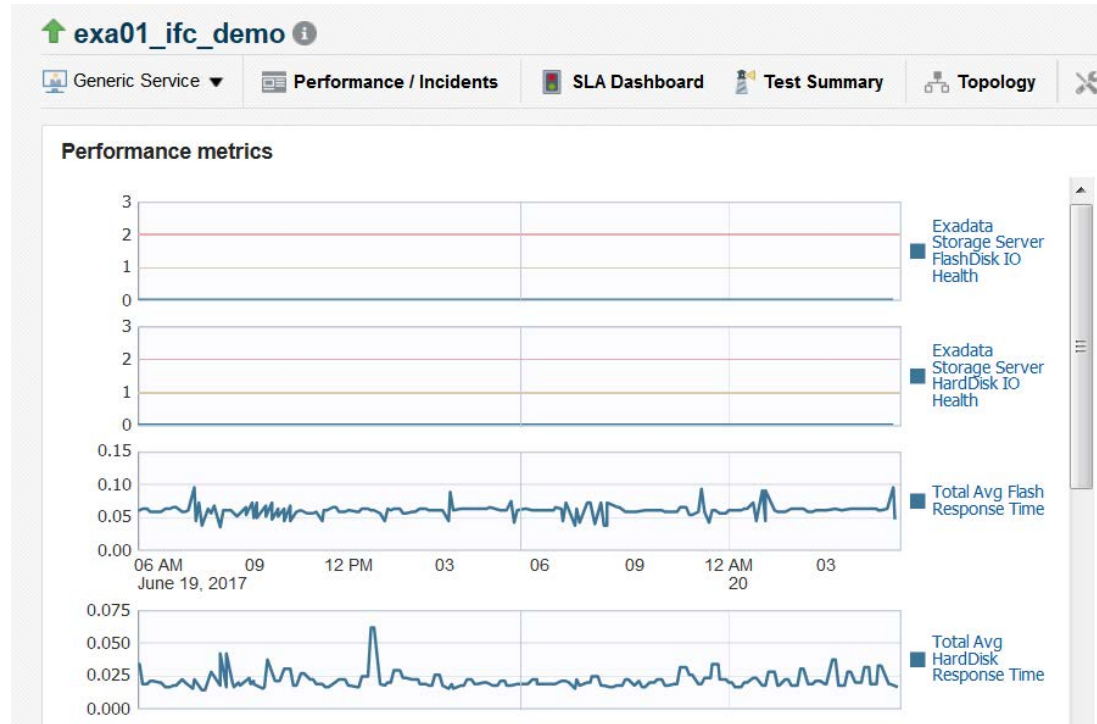 exa01_ifc_demo
Generic Service
Performance / Incidents
SLA Dashboard
Test Summary
Topology
Performance metrics
3
2
1
0
Exadata
Storage Server
FlashDisk IO
Health
3
2
1
0
Exadata
Storage Server
HardDisk IO
Health
0.15
0.10
0.05
0.00
Total Avg Flash
Response Time
06 AM 09 12 PM 03 06 09 12 AM 03
June 19, 2017 20
0.075
0.050
0.025
0.000
Total Avg
HardDisk
Response Time